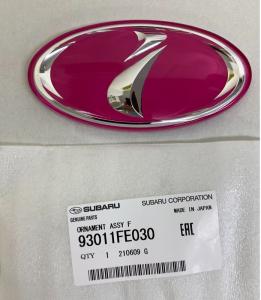 SUBARU
SUBARU CORPORATION
GENUINE PARTS
MADE IN JAPAN
ORNAMENT ASSY F
93011FE030
EAC
QTY 1 210609 G